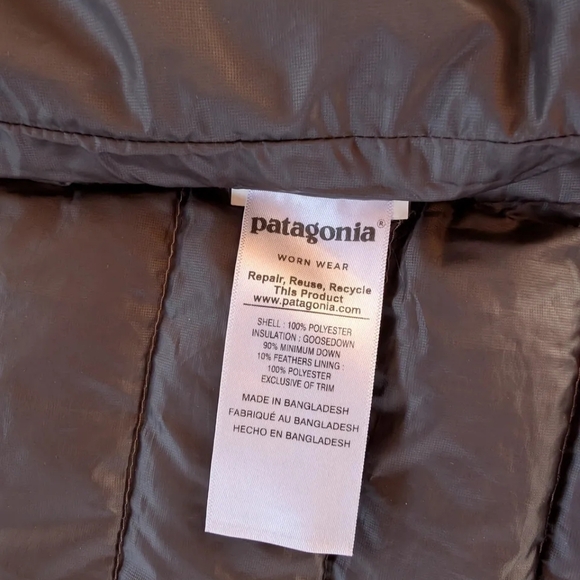 patagonia®
WORN WEAR
Repair, Reuse, Recycle
This Product
www.patagonia.com
SHELL : 100% POLYESTER
INSULATION : GOOSEDOWN
90% MINIMUM DOWN
10% FEATHERS LINING :
100% POLYESTER
EXCLUSIVE OF TRIM
MADE IN BANGLADESH
FABRIQUÉ AU BANGLADESH
HECHO EN BANGLADESH